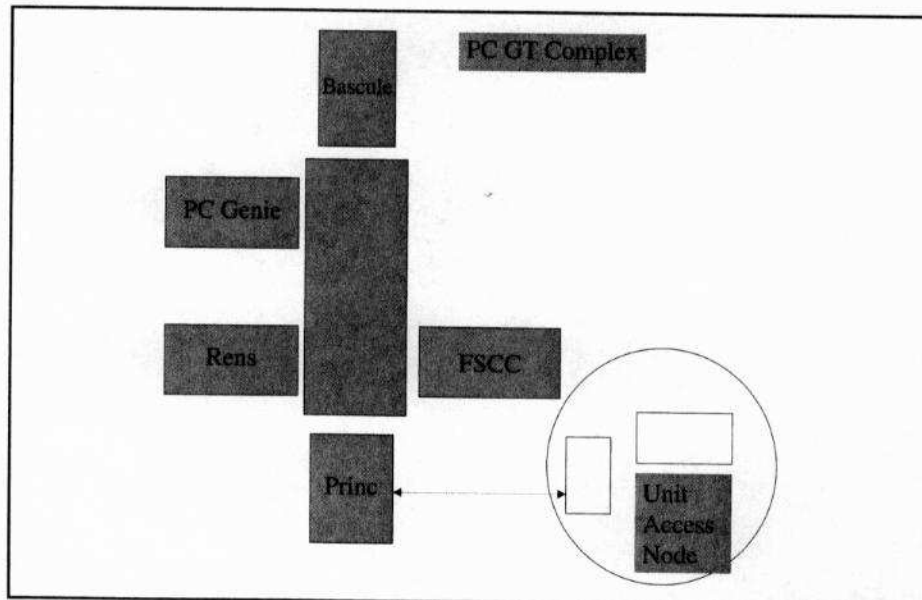 PC GT Complex
Bascule
PC Genie
Rens
FSCC
Princ
Unit
Access
Node